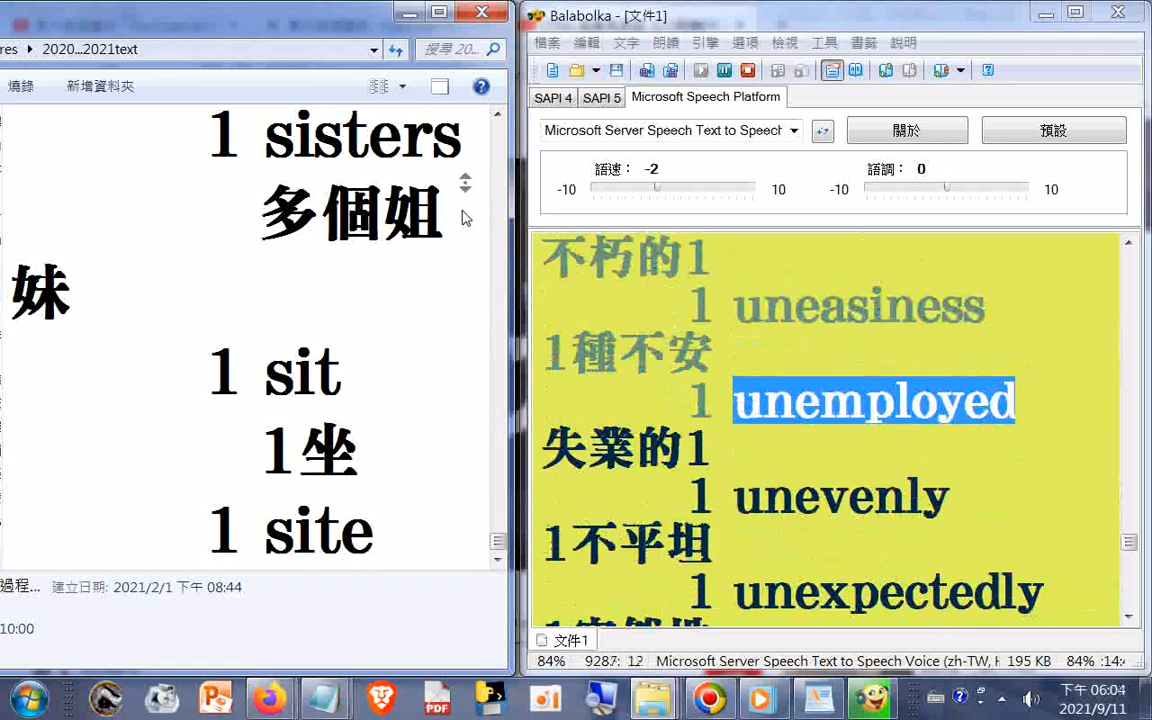 res ▸ 2020...2021text
搜尋 20...
燒錄 新增資料夾
1 sisters
多個姐
妹
1 sit
1坐
1 site
過程... 建立日期: 2021/2/1 下午 08:44
10:00
Balabolka - [文件1]
檔案 編輯 文字 朗讀 引擎 選項 檢視 工具 書籤 說明
SAPI 4 SAPI 5 Microsoft Speech Platform
Microsoft Server Speech Text to Speech
關於 預設
語速： -2 語調： 0
-10 10 -10 10
不朽的1
1 uneasiness
1種不安
1 unemployed
失業的1
1 unevenly
1不平坦
1 unexpectedly
文件1
84% 9287: 12 Microsoft Server Speech Text to Speech Voice (zh-TW, H 195 KB 84%
PDF
下午 06:04
2021/9/11